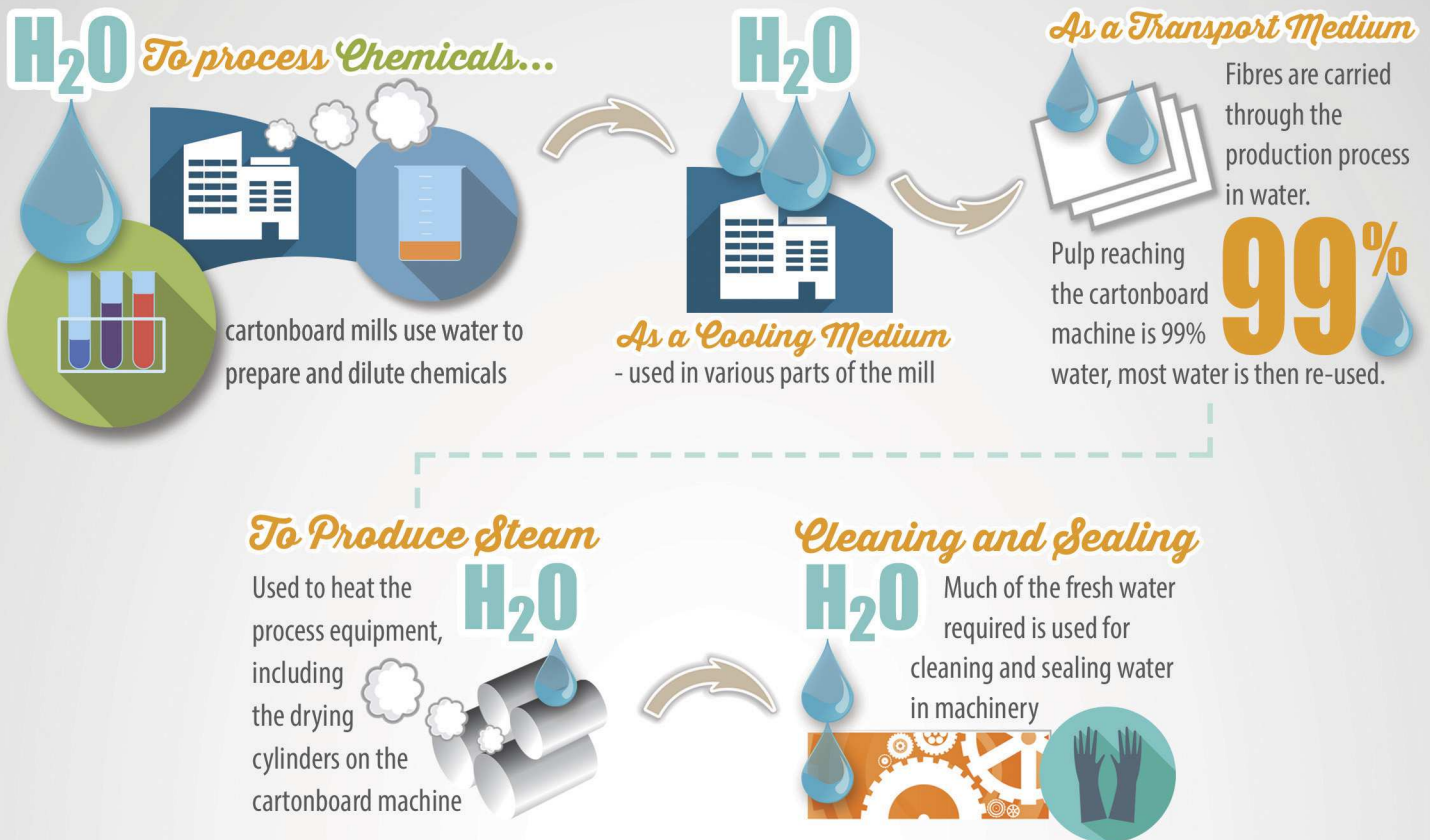 H2O To process Chemicals...
cartonboard mills use water to
prepare and dilute chemicals
H2O
As a Cooling Medium
- used in various parts of the mill
As a Transport Medium
Fibres are carried
through the
production process
in water.
Pulp reaching
the cartonboard
machine is 99%
water, most water is then re-used.
99%
To Produce Steam
H2O
Used to heat the
process equipment,
including
the drying
cylinders on the
cartonboard machine
Cleaning and Sealing
H2O
Much of the fresh water
required is used for
cleaning and sealing water
in machinery